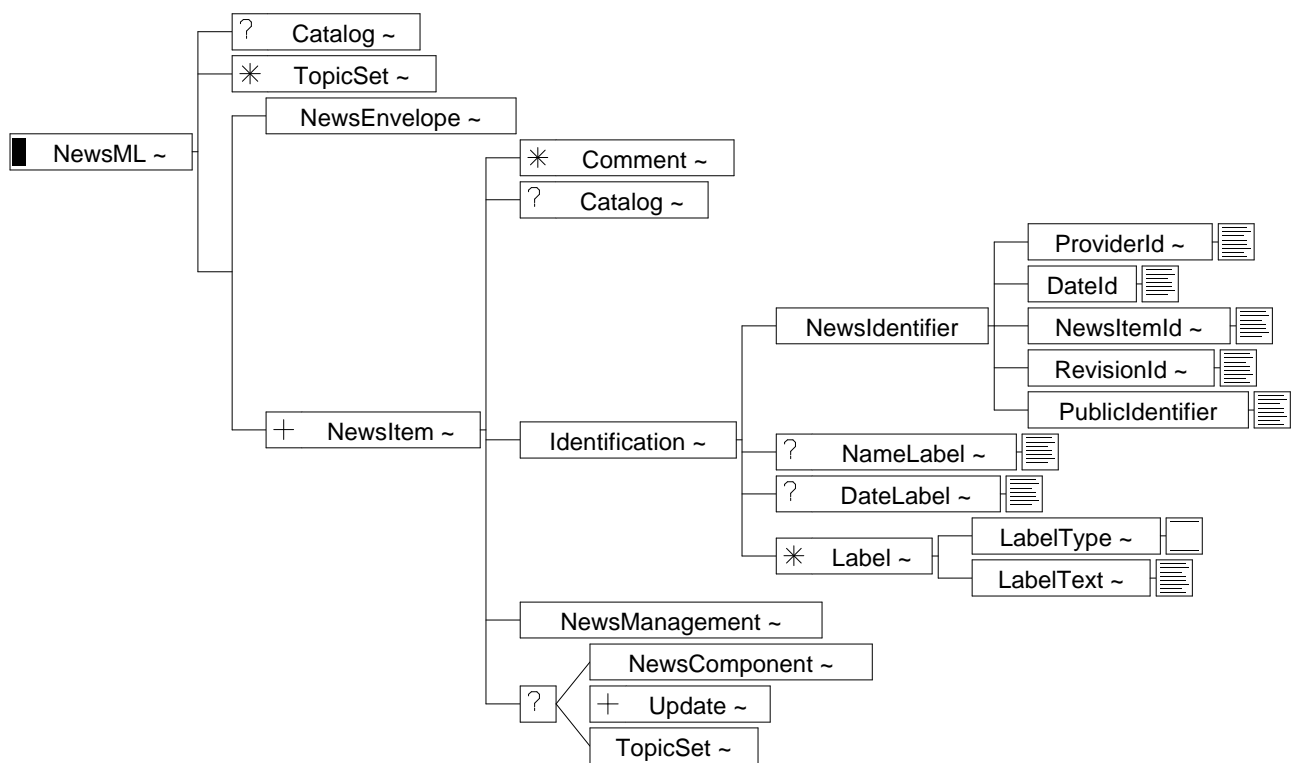 ? Catalog ~
* TopicSet ~
NewsEnvelope ~
NewsML ~
* Comment ~
? Catalog ~
ProviderId ~
DateId
NewsIdentifier
NewsItemId ~
RevisionId ~
PublicIdentifier
+ NewsItem ~
Identification ~
? NameLabel ~
? DateLabel ~
LabelType ~
* Label ~
LabelText ~
NewsManagement ~
NewsComponent ~
?
+ Update ~
TopicSet ~